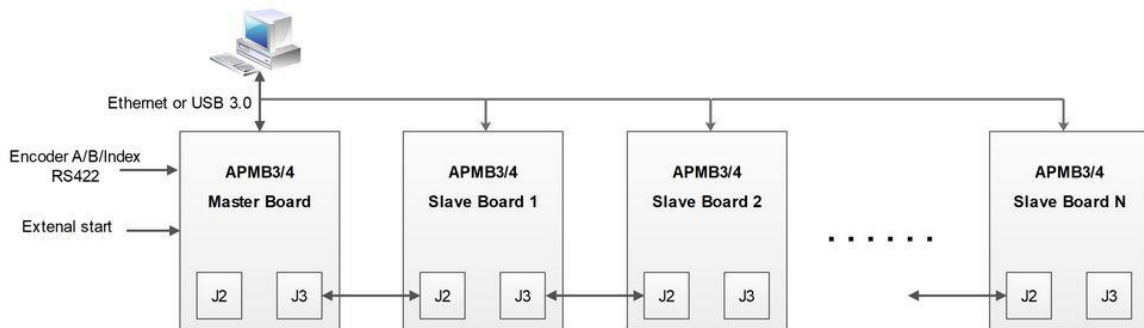 Ethernet or USB 3.0
Encoder A/B/Index
RS422
Extenal start
APMB3/4
Master Board
J2
J3
APMB3/4
Slave Board 1
J2
J3
APMB3/4
Slave Board 2
J2
J3
......
APMB3/4
Slave Board N
J2
J3